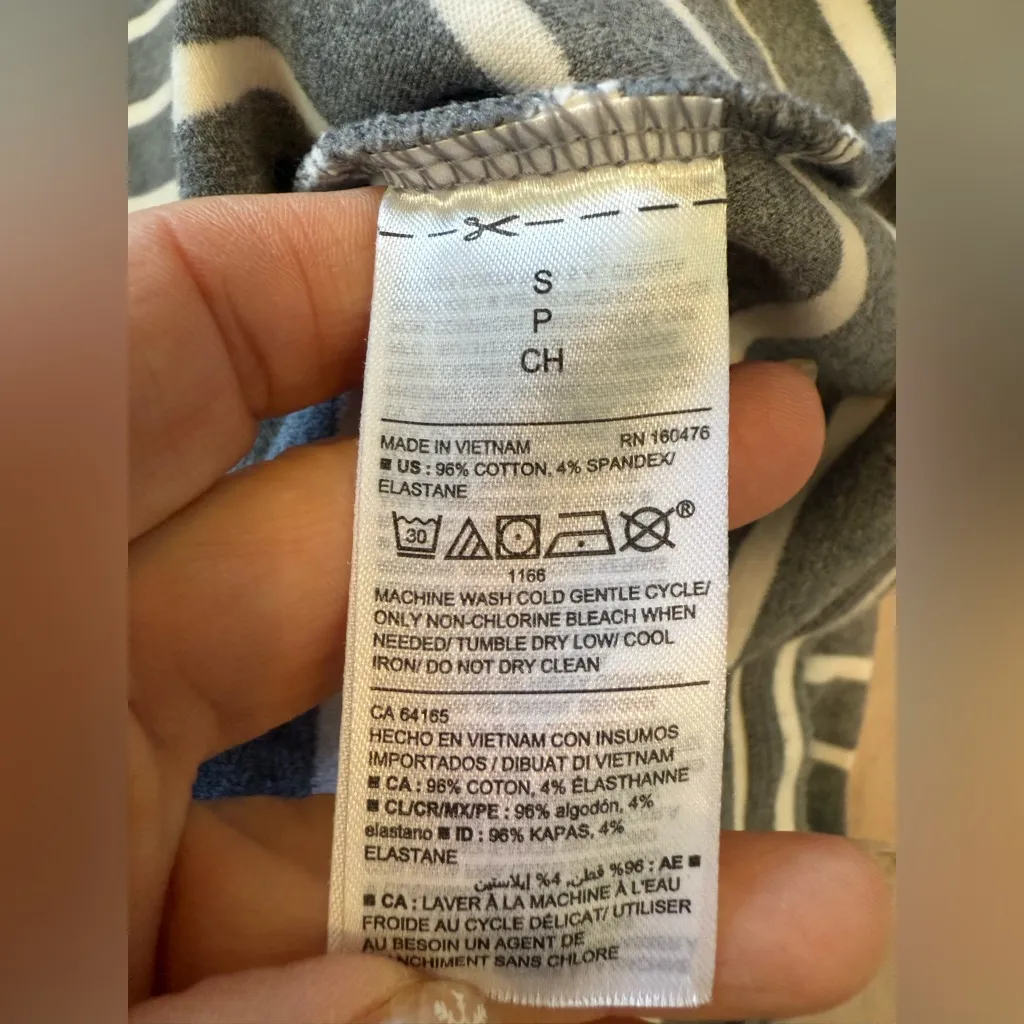 S
P
CH
MADE IN VIETNAM RN 160476
■ US : 96% COTTON, 4% SPANDEX/
ELASTANE
30
®
1166
MACHINE WASH COLD GENTLE CYCLE/
ONLY NON-CHLORINE BLEACH WHEN
NEEDED/ TUMBLE DRY LOW/ COOL
IRON/ DO NOT DRY CLEAN
CA 64165
HECHO EN VIETNAM CON INSUMOS
IMPORTADOS / DIBUAT DI VIETNAM
■ CA : 96% COTON, 4% ÉLASTHANNE
■ CL/CR/MX/PE : 96% algodón, 4%
elastano ■ ID : 96% KAPAS, 4%
ELASTANE
■ AE : 96% قطن, 4% إيلاستين
■ CA : LAVER À LA MACHINE À L'EAU
FROIDE AU CYCLE DÉLICAT/ UTILISER
AU BESOIN UN AGENT DE
SANS CHLORE